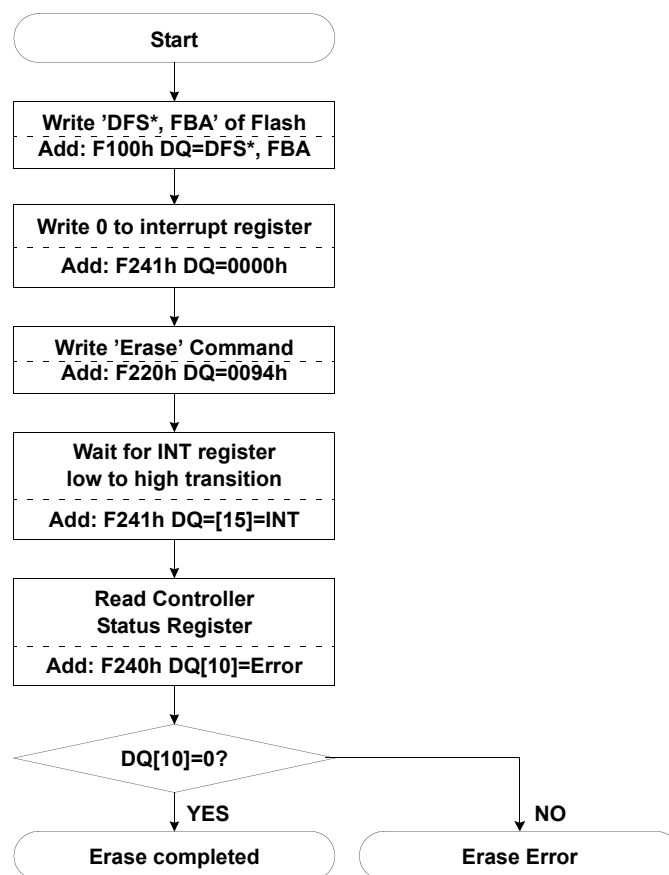 Start
Write ’DFS*, FBA’ of Flash
Add: F100h DQ=DFS*, FBA
Write 0 to interrupt register
Add: F241h DQ=0000h
Write ’Erase’ Command
Add: F220h DQ=0094h
Wait for INT register
low to high transition
Add: F241h DQ=[15]=INT
Read Controller
Status Register
Add: F240h DQ[10]=Error
DQ[10]=0?
YES
NO
Erase completed
Erase Error